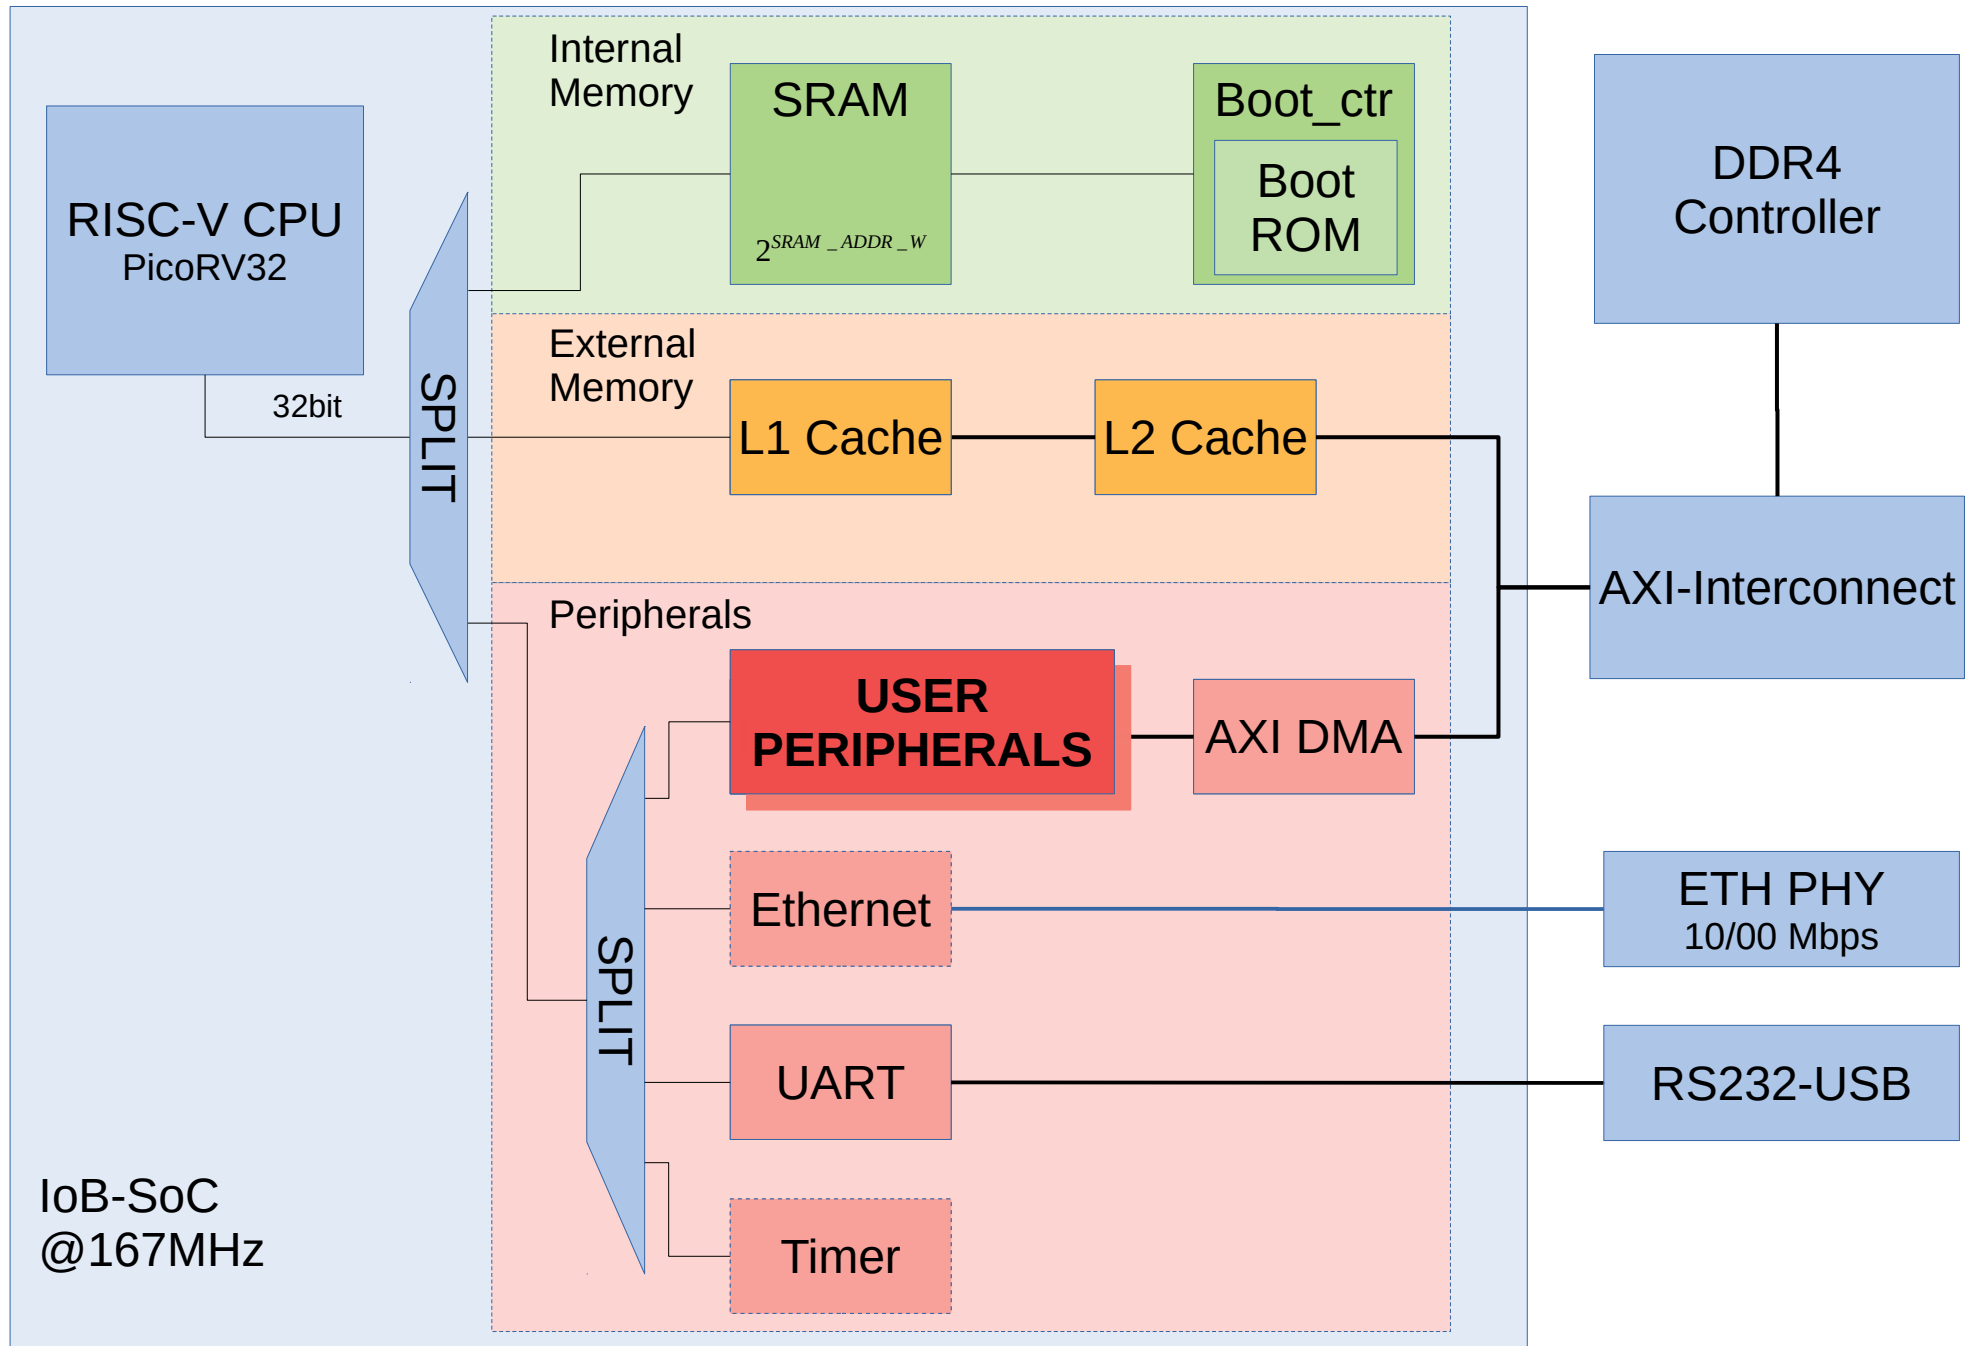 Internal
Memory
SRAM
2^SRAM_ADDR_W
Boot_ctr
Boot
ROM
RISC-V CPU
PicoRV32
32bit
SPLIT
DDR4
Controller
External
Memory
L1 Cache
L2 Cache
AXI-Interconnect
Peripherals
USER
PERIPHERALS
AXI DMA
SPLIT
Ethernet
ETH PHY
10/00 Mbps
UART
RS232-USB
Timer
IoB-SoC
@167MHz